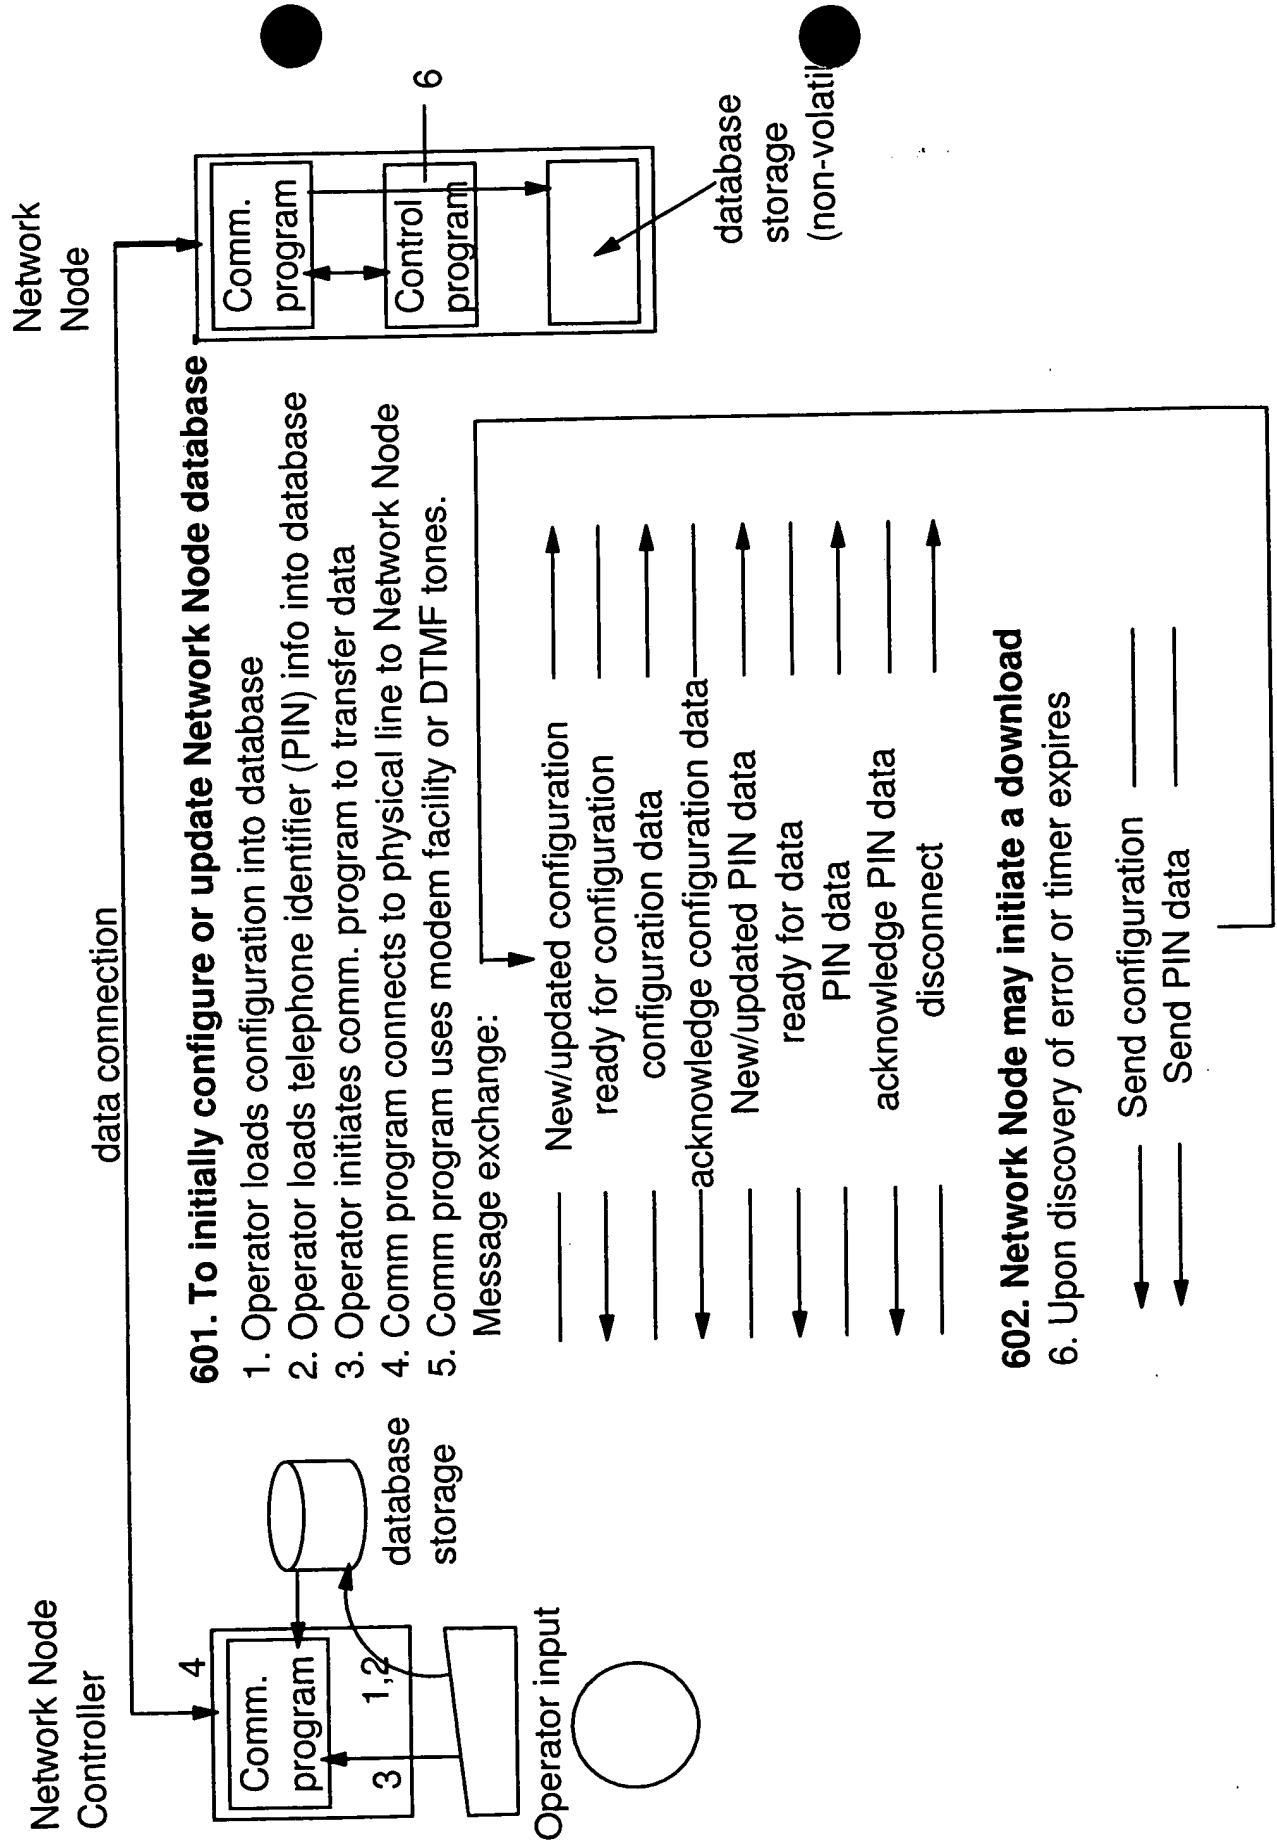 Network Node
Controller
4
Comm.
program
1,2
3
database
storage
Operator input
data connection
Network
Node
Comm.
program
Control
program
6
database
storage
(non-volatil
601. To initially configure or update Network Node database
1. Operator loads configuration into database
2. Operator loads telephone identifier (PIN) info into database
3. Operator initiates comm. program to transfer data
4. Comm program connects to physical line to Network Node
5. Comm program uses modem facility or DTMF tones.
Message exchange:
New/updated configuration
ready for configuration
configuration data
acknowledge configuration data
New/updated PIN data
ready for data
PIN data
acknowledge PIN data
disconnect
602. Network Node may initiate a download
6. Upon discovery of error or timer expires
Send configuration
Send PIN data